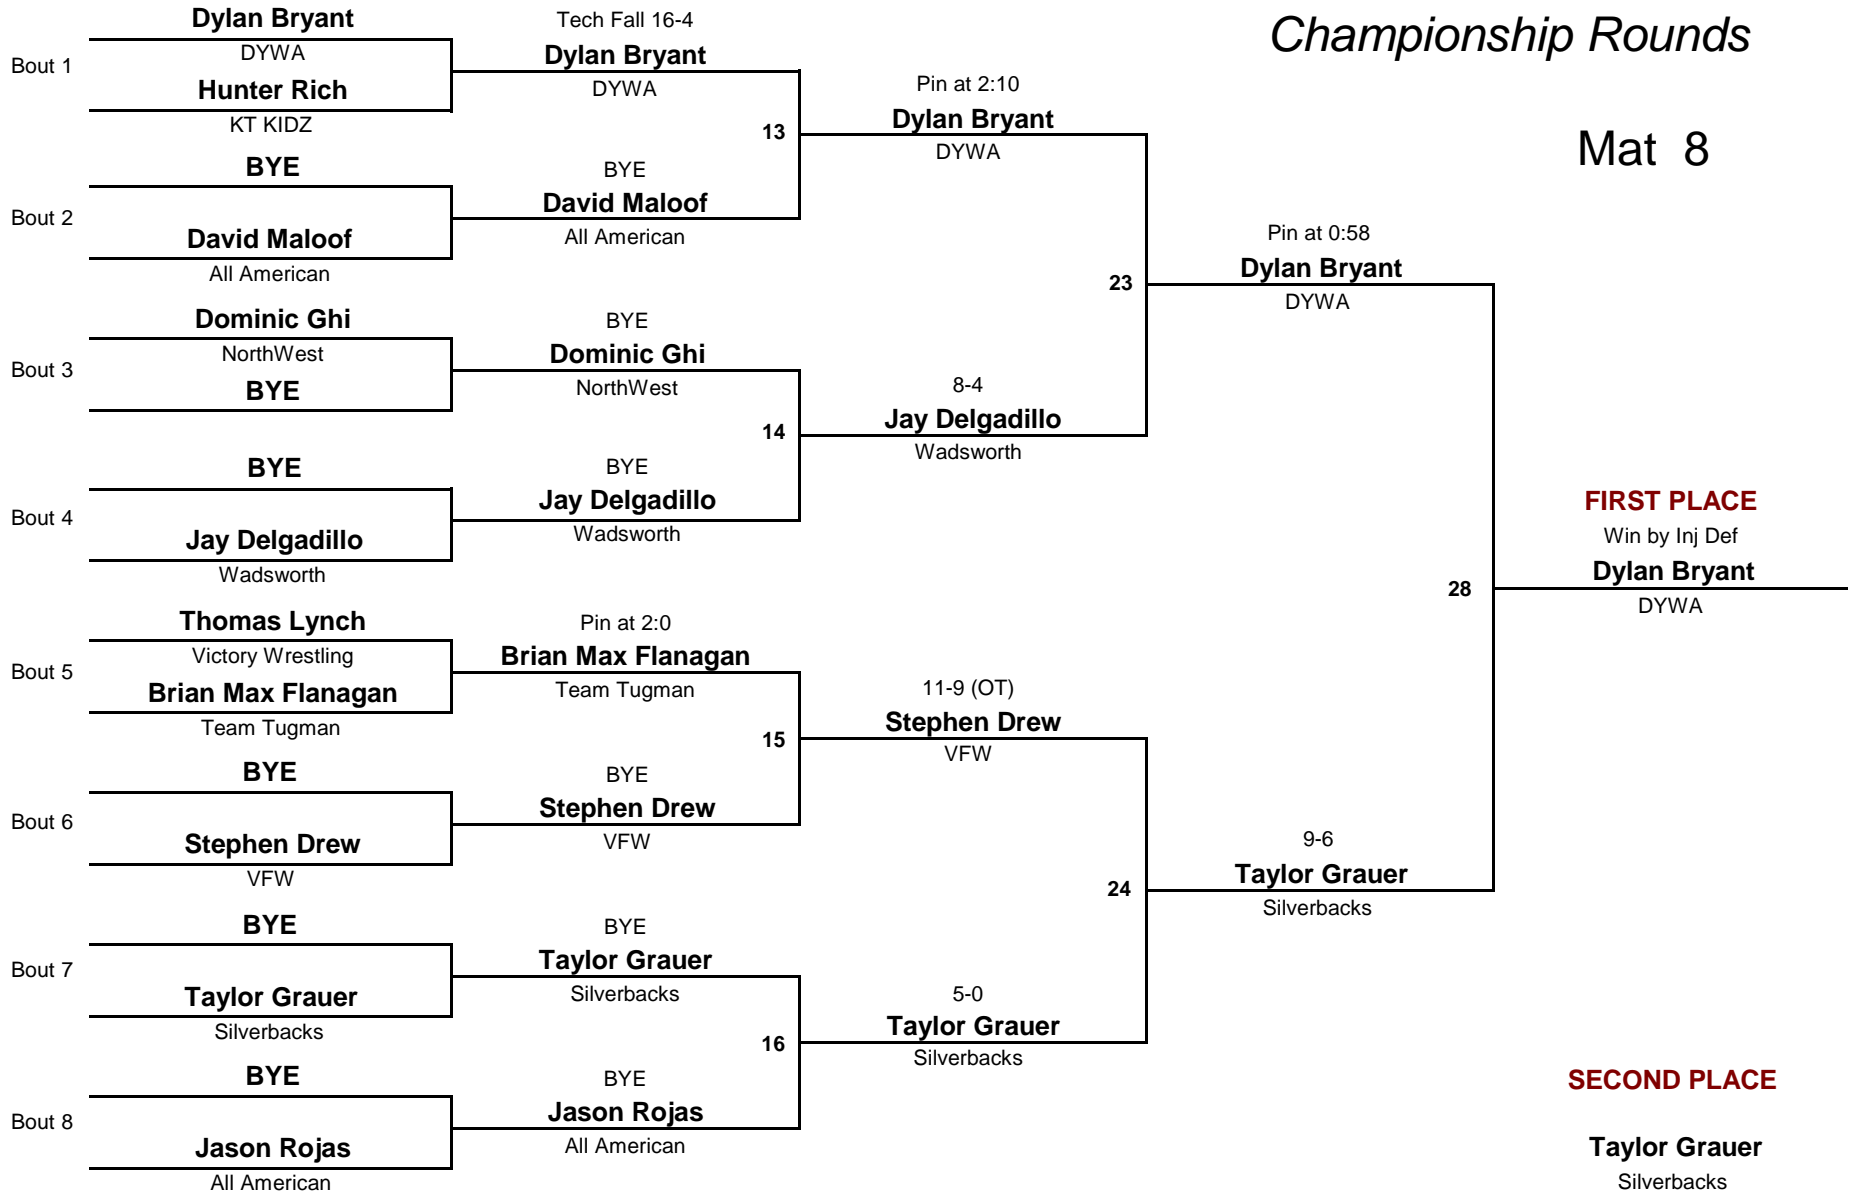 Championship Rounds
Mat 8
Bout 1
Dylan Bryant
DYWA
Hunter Rich
KT KIDZ
Bout 2
BYE
David Maloof
All American
Bout 3
Dominic Ghi
NorthWest
BYE
Bout 4
BYE
Jay Delgadillo
Wadsworth
Bout 5
Thomas Lynch
Victory Wrestling
Brian Max Flanagan
Team Tugman
Bout 6
BYE
Stephen Drew
VFW
Bout 7
BYE
Taylor Grauer
Silverbacks
Bout 8
BYE
Jason Rojas
All American
Tech Fall 16-4
Dylan Bryant
DYWA
13
BYE
David Maloof
All American
BYE
Dominic Ghi
NorthWest
14
BYE
Jay Delgadillo
Wadsworth
Pin at 2:0
Brian Max Flanagan
Team Tugman
15
BYE
Stephen Drew
VFW
BYE
Taylor Grauer
Silverbacks
16
BYE
Jason Rojas
All American
Pin at 2:10
Dylan Bryant
DYWA
23
8-4
Jay Delgadillo
Wadsworth
11-9 (OT)
Stephen Drew
VFW
24
5-0
Taylor Grauer
Silverbacks
Pin at 0:58
Dylan Bryant
DYWA
28
9-6
Taylor Grauer
Silverbacks
FIRST PLACE
Win by Inj Def
Dylan Bryant
DYWA
SECOND PLACE
Taylor Grauer
Silverbacks